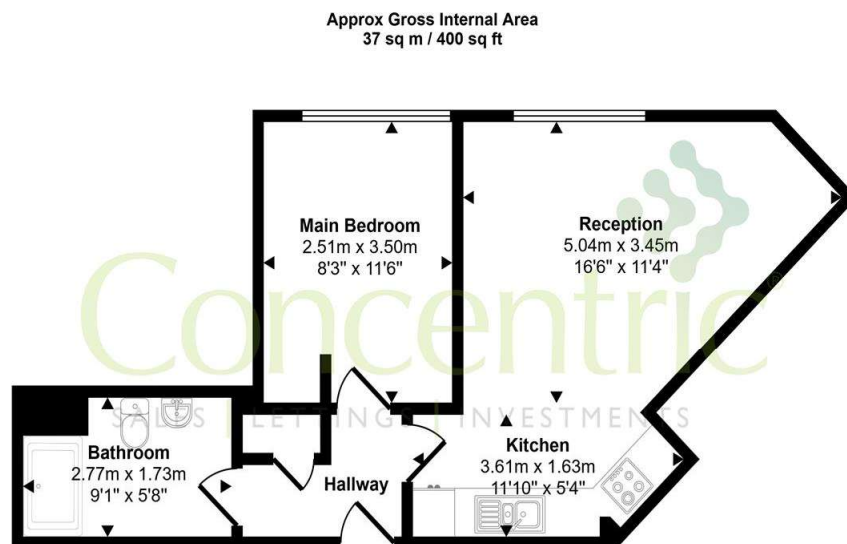 Approx Gross Internal Area
37 sq m / 400 sq ft
Main Bedroom
2.51m x 3.50m
8'3" x 11'6"
Reception
5.04m x 3.45m
16'6" x 11'4"
Concentric
SALES | LETTINGS | INVESTMENTS
Bathroom
2.77m x 1.73m
9'1" x 5'8"
Hallway
Kitchen
3.61m x 1.63m
11'10" x 5'4"